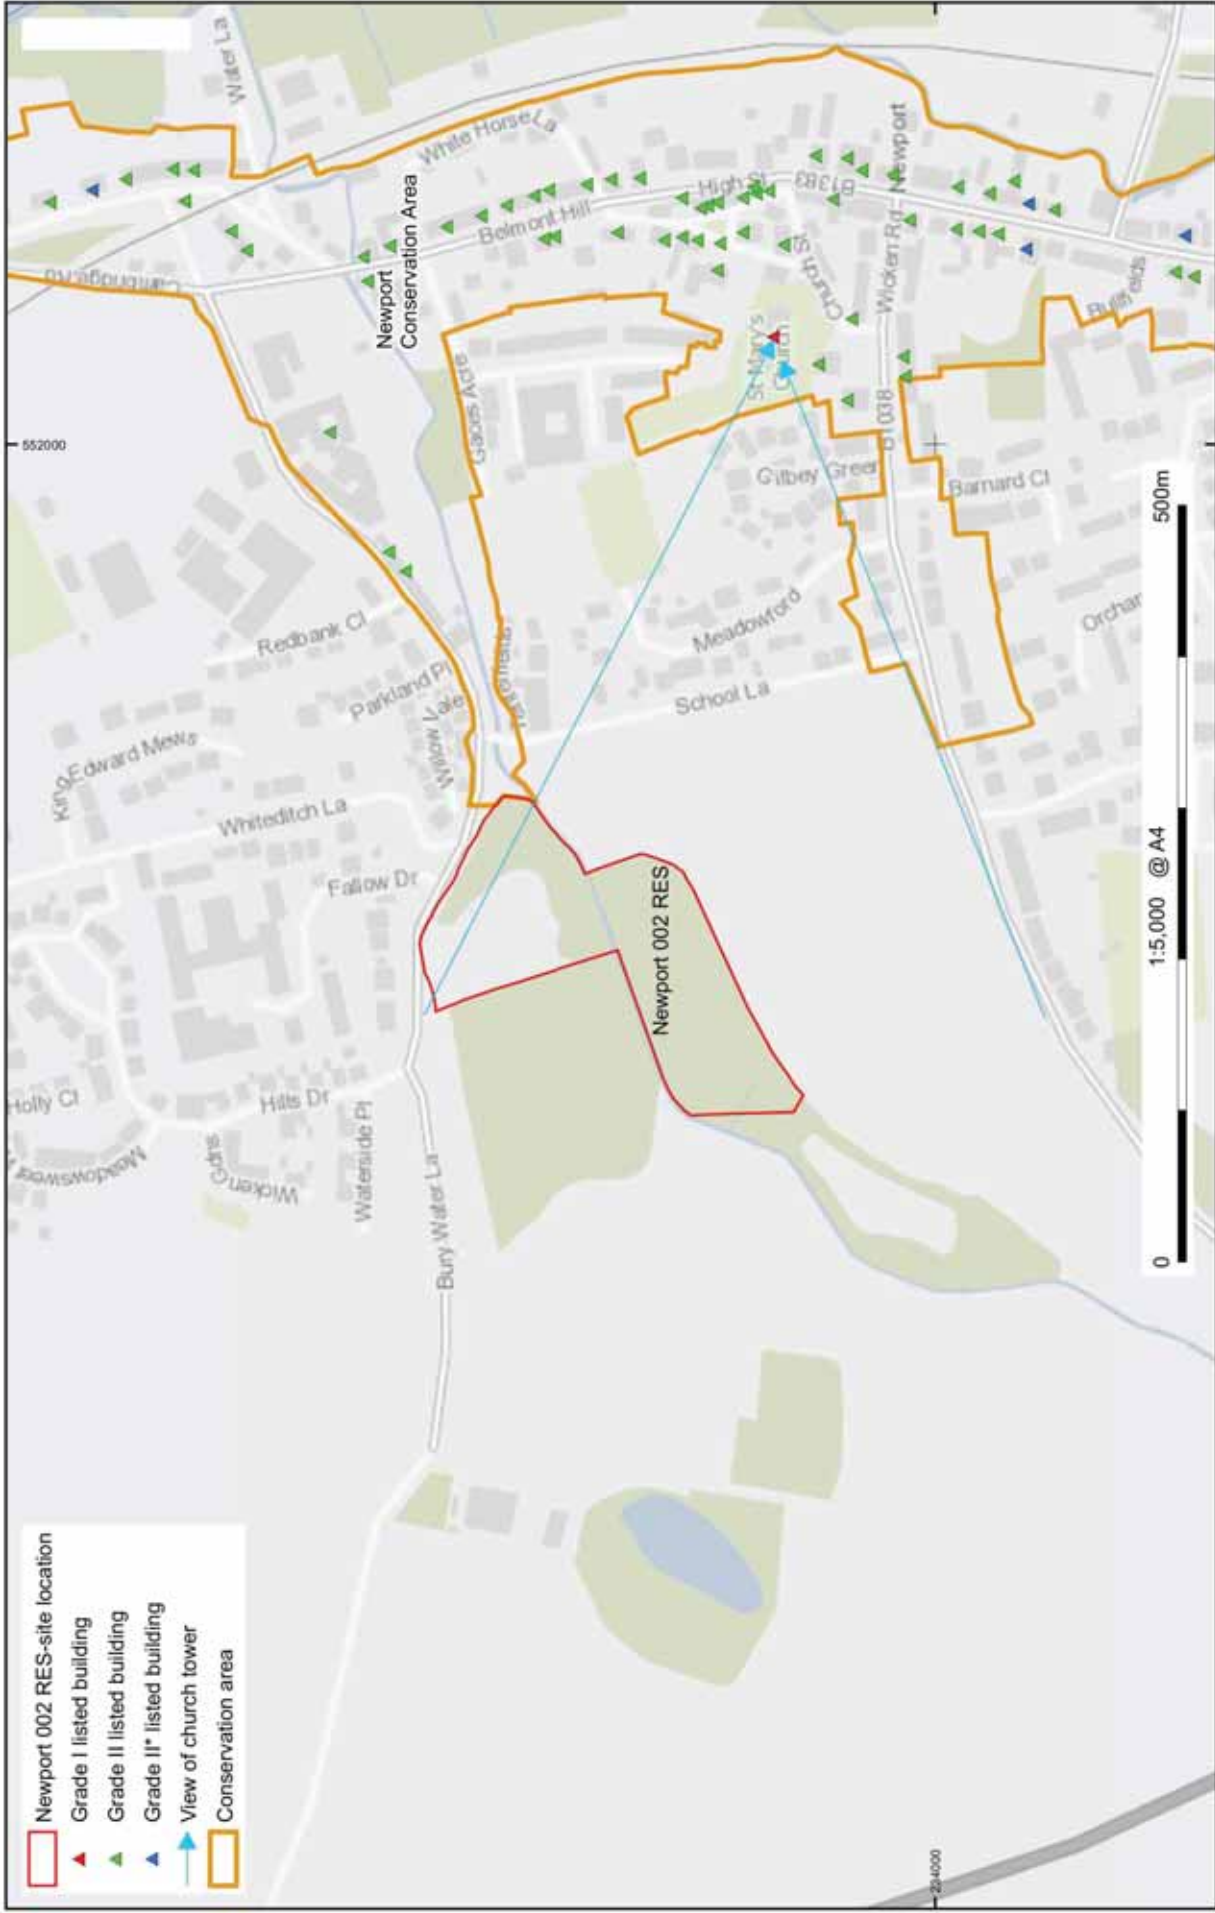 Newport 002 RES-site location
Grade I listed building
Grade II listed building
Grade II* listed building
View of church tower
Conservation area
Holly Cl
Wicken Gdns
Hills Dr
Waterside Pl
Bury Water La
King Edward Mews
Whiteditch La
Fallow Dr
Redbank Cl
Parkland Pl
Willow Vale
552000
Cambridge Rd
Water La
Newport
Conservation Area
White Horse La
Belmont Hill
Gaces Acre
High St
B1383
St Mary's
Church
Church St
Wicken Rd
Newport
B1038
Gilbey Green
Barnard Cl
Meadowford
School La
Bullfields
Newport 002 RES
224000
0
1:5,000 @ A4
500m